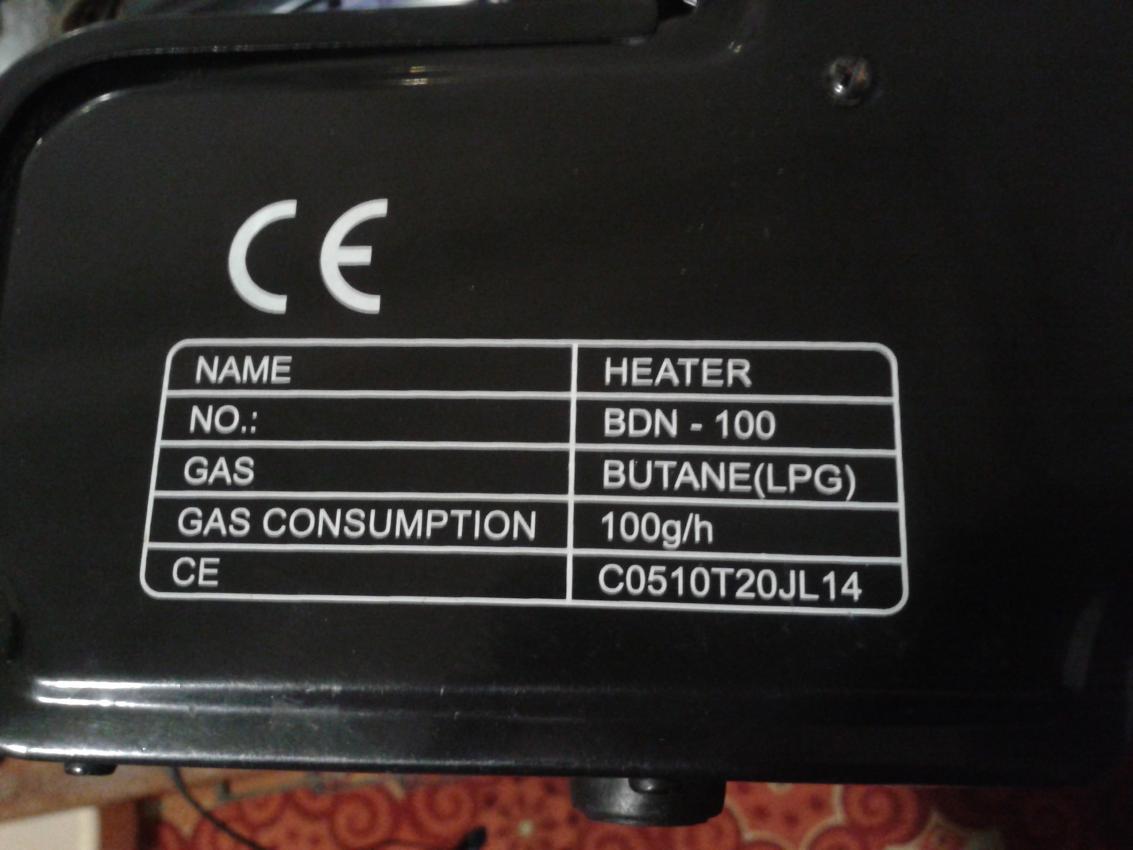 CE
NAME HEATER
NO.: BDN - 100
GAS BUTANE(LPG)
GAS CONSUMPTION 100g/h
CE C0510T20JL14